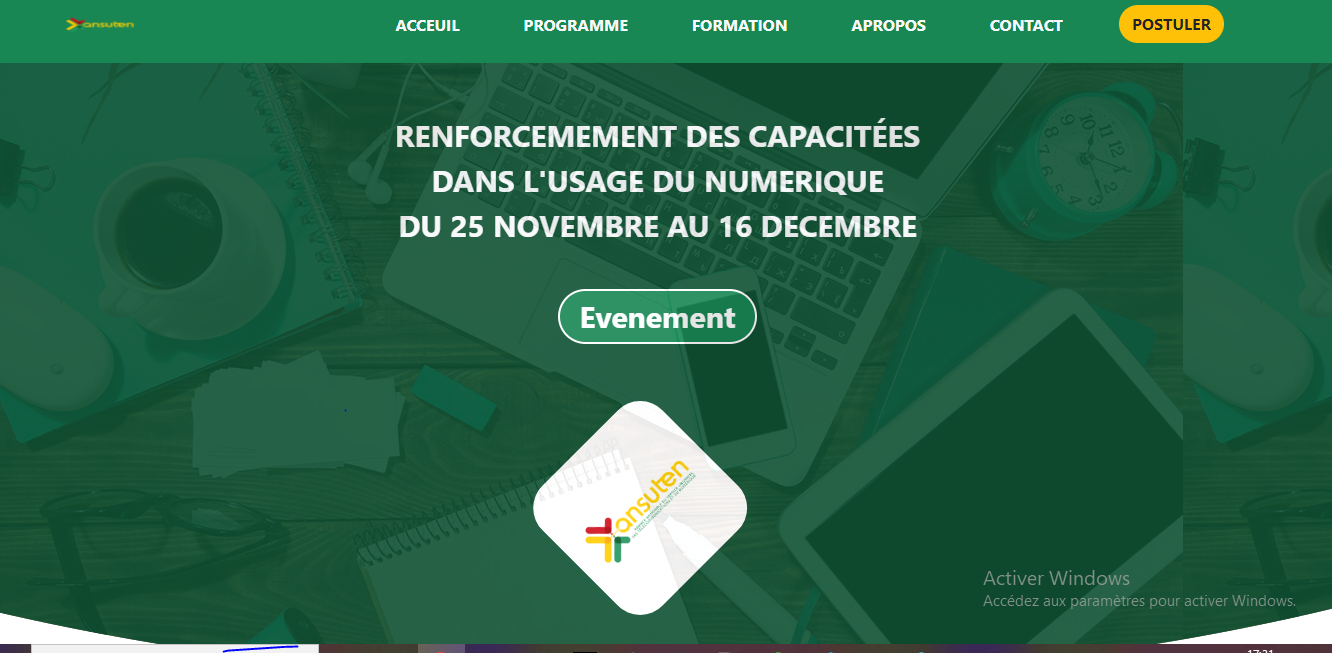 ansuten
ACCEUIL
PROGRAMME
FORMATION
APROPOS
CONTACT
POSTULER
RENFORCEMEMENT DES CAPACITÉES
DANS L'USAGE DU NUMERIQUE
DU 25 NOVEMBRE AU 16 DECEMBRE
Evenement
ansuten
Activer Windows
Accédez aux paramètres pour activer Windows.